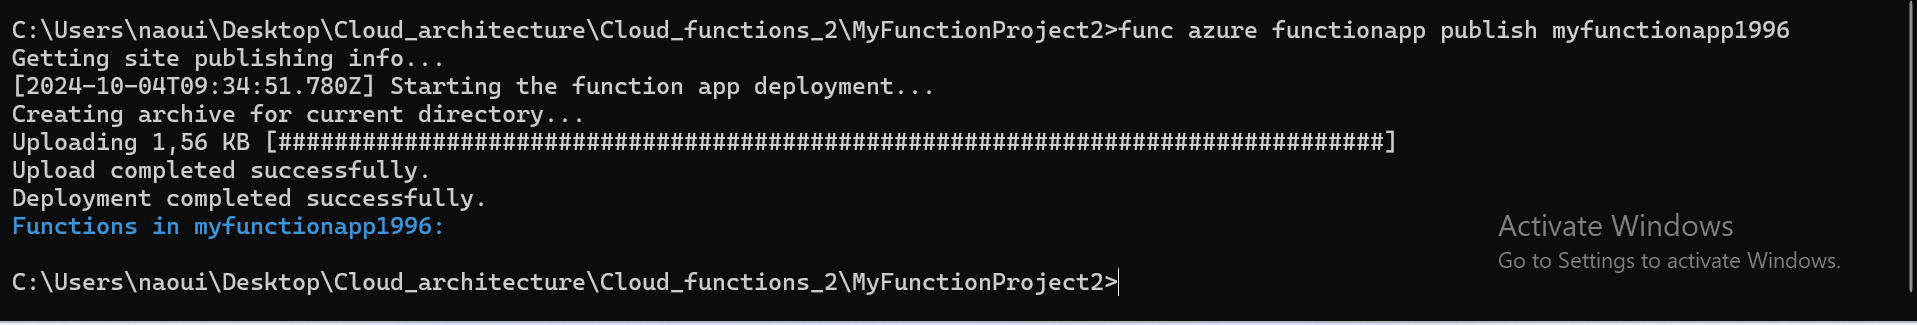 C:\Users\naoui\Desktop\Cloud_architecture\Cloud_functions_2\MyFunctionProject2>func azure functionapp publish myfunctionapp1996
Getting site publishing info...
[2024-10-04T09:34:51.780Z] Starting the function app deployment...
Creating archive for current directory...
Uploading 1,56 KB [###############################################################################]
Upload completed successfully.
Deployment completed successfully.
Functions in myfunctionapp1996:
Activate Windows
Go to Settings to activate Windows.
C:\Users\naoui\Desktop\Cloud_architecture\Cloud_functions_2\MyFunctionProject2>